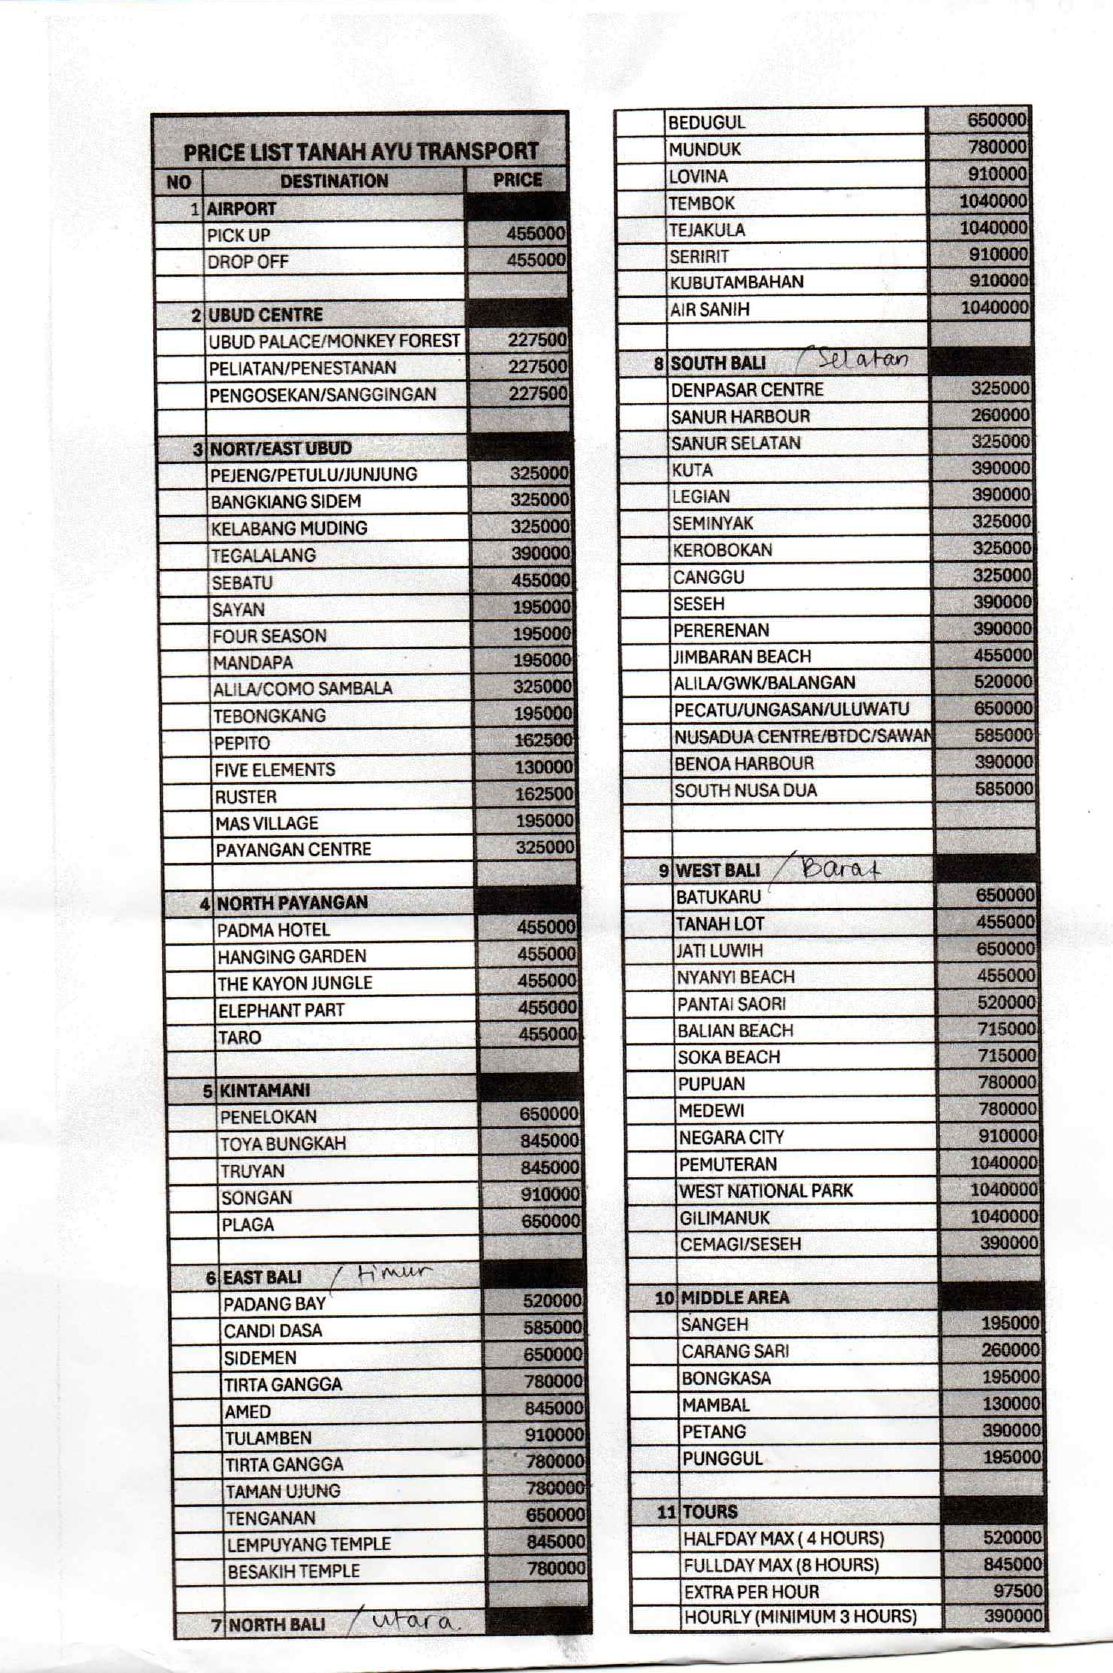 PRICE LIST TANAH AYU TRANSPORT
NO DESTINATION PRICE
1 AIRPORT
PICK UP 455000
DROP OFF 455000
2 UBUD CENTRE
UBUD PALACE/MONKEY FOREST 227500
PELIATAN/PENESTANAN 227500
PENGOSEKAN/SANGGINGAN 227500
3 NORT/EAST UBUD
PEJENG/PETULU/JUNJUNG 325000
BANGKIANG SIDEM 325000
KELABANG MUDING 325000
TEGALALANG 390000
SEBATU 455000
SAYAN 195000
FOUR SEASON 195000
MANDAPA 195000
ALILA/COMO SAMBALA 325000
TEBONGKANG 195000
PEPITO 162500
FIVE ELEMENTS 130000
RUSTER 162500
MAS VILLAGE 195000
PAYANGAN CENTRE 325000
4 NORTH PAYANGAN
PADMA HOTEL 455000
HANGING GARDEN 455000
THE KAYON JUNGLE 455000
ELEPHANT PART 455000
TARO 455000
5 KINTAMANI
PENELOKAN 650000
TOYA BUNGKAH 845000
TRUYAN 845000
SONGAN 910000
PLAGA 650000
6 EAST BALI / timur
PADANG BAY 520000
CANDI DASA 585000
SIDEMEN 650000
TIRTA GANGGA 780000
AMED 845000
TULAMBEN 910000
TIRTA GANGGA 780000
TAMAN UJUNG 780000
TENGANAN 650000
LEMPUYANG TEMPLE 845000
BESAKIH TEMPLE 780000
7 NORTH BALI / utara.
BEDUGUL 650000
MUNDUK 780000
LOVINA 910000
TEMBOK 1040000
TEJAKULA 1040000
SERIRIT 910000
KUBUTAMBAHAN 910000
AIR SANIH 1040000
8 SOUTH BALI / Selatan
DENPASAR CENTRE 325000
SANUR HARBOUR 260000
SANUR SELATAN 325000
KUTA 390000
LEGIAN 390000
SEMINYAK 325000
KEROBOKAN 325000
CANGGU 325000
SESEH 390000
PERERENAN 390000
JIMBARAN BEACH 455000
ALILA/GWK/BALANGAN 520000
PECATU/UNGASAN/ULUWATU 650000
NUSADUA CENTRE/BTDC/SAWAN 585000
BENOA HARBOUR 390000
SOUTH NUSA DUA 585000
9 WEST BALI / Barat
BATUKARU 650000
TANAH LOT 455000
JATI LUWIH 650000
NYANYI BEACH 455000
PANTAI SAORI 520000
BALIAN BEACH 715000
SOKA BEACH 715000
PUPUAN 780000
MEDEWI 780000
NEGARA CITY 910000
PEMUTERAN 1040000
WEST NATIONAL PARK 1040000
GILIMANUK 1040000
CEMAGI/SESEH 390000
10 MIDDLE AREA
SANGEH 195000
CARANG SARI 260000
BONGKASA 195000
MAMBAL 130000
PETANG 390000
PUNGGUL 195000
11 TOURS
HALFDAY MAX ( 4 HOURS) 520000
FULLDAY MAX (8 HOURS) 845000
EXTRA PER HOUR 97500
HOURLY (MINIMUM 3 HOURS) 390000